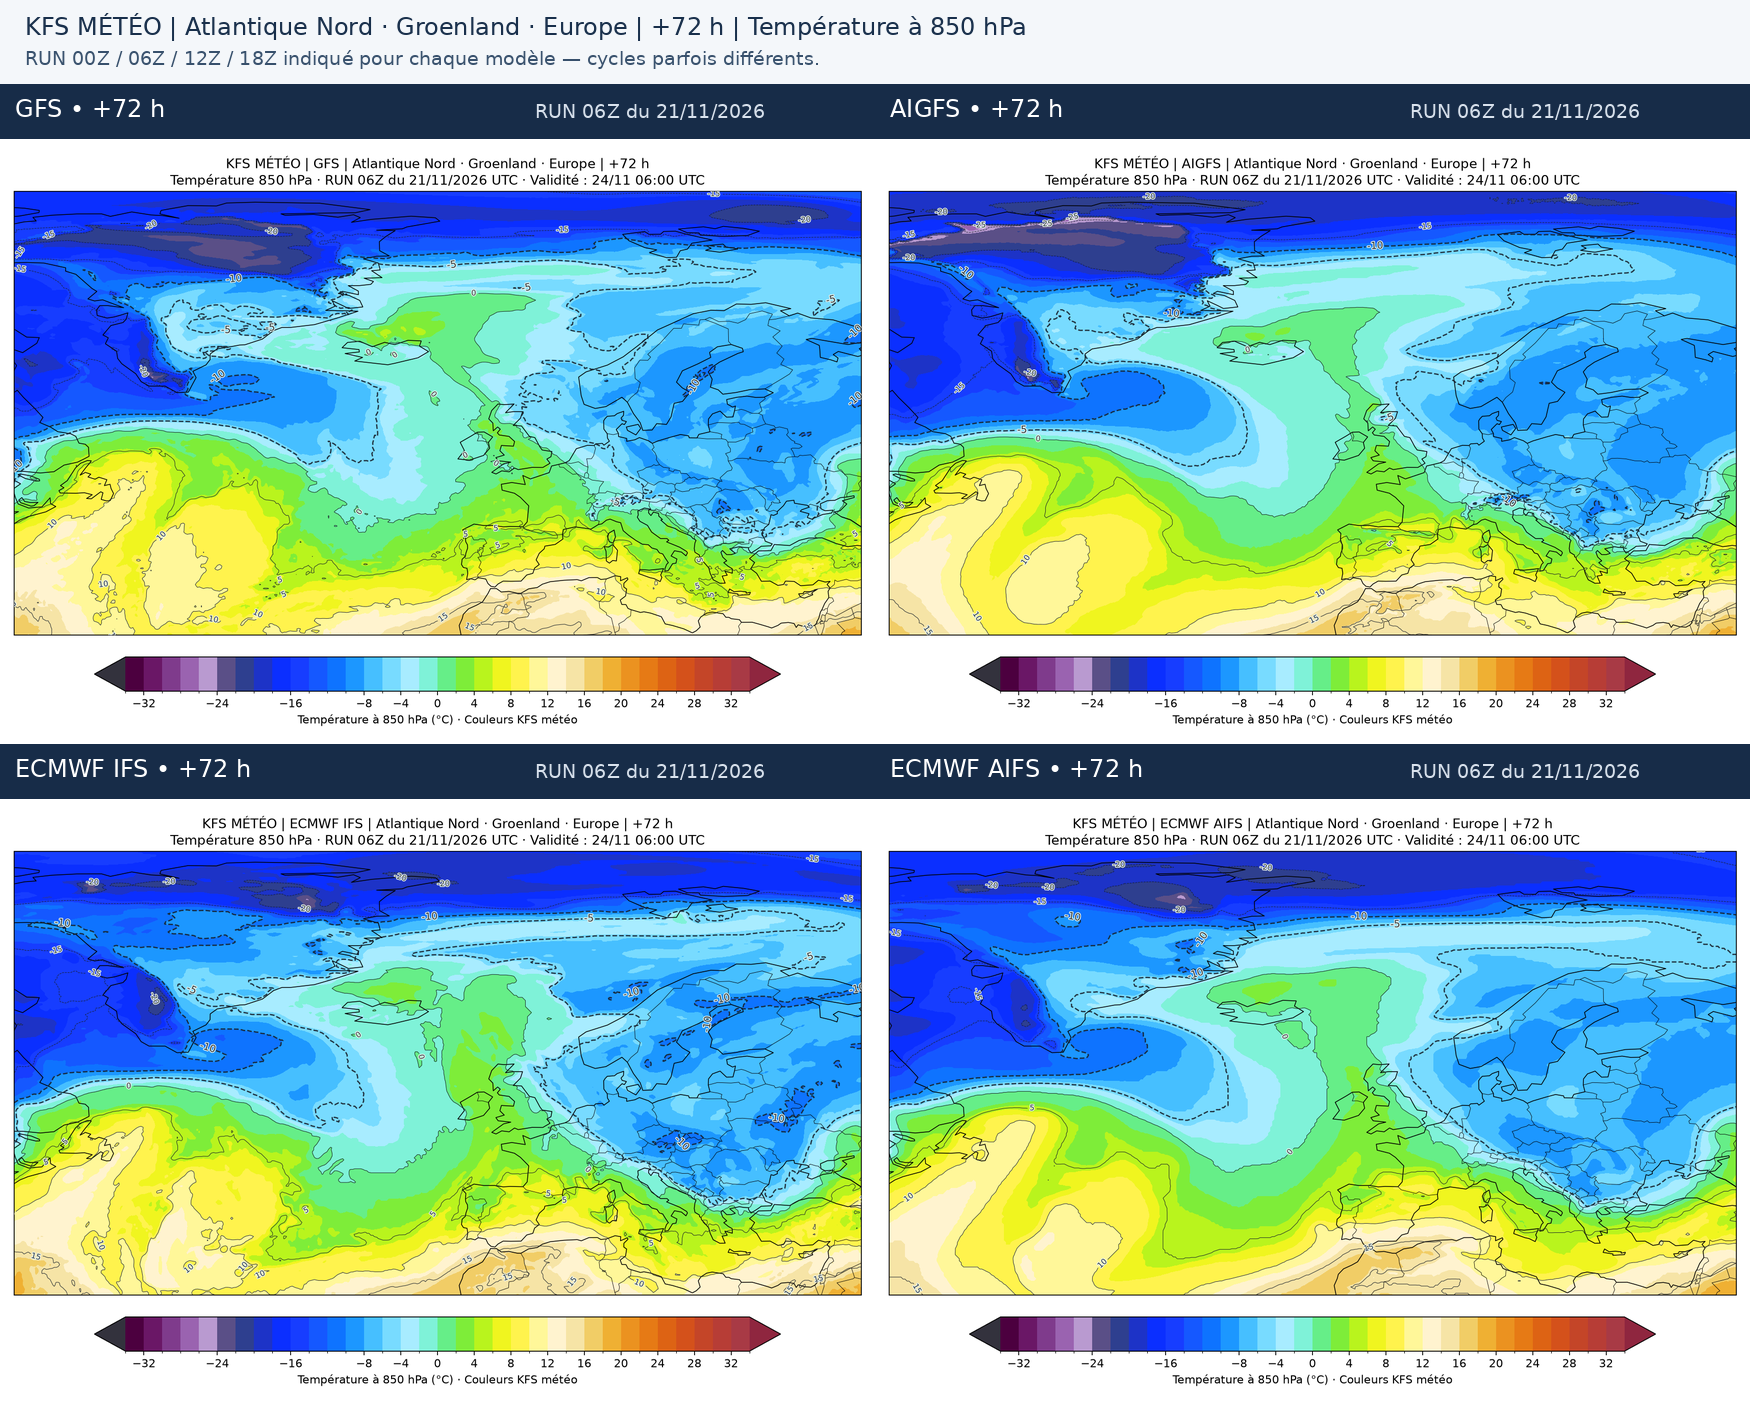 KFS MÉTÉO | Atlantique Nord · Groenland · Europe | +72 h | Température à 850 hPa
RUN 00Z / 06Z / 12Z / 18Z indiqué pour chaque modèle — cycles parfois différents.
GFS • +72 h
RUN 06Z du 21/11/2026
AIGFS • +72 h
RUN 06Z du 21/11/2026
KFS MÉTÉO | GFS | Atlantique Nord · Groenland · Europe | +72 h
Température 850 hPa · RUN 06Z du 21/11/2026 UTC · Validité : 24/11 06:00 UTC
KFS MÉTÉO | AIGFS | Atlantique Nord · Groenland · Europe | +72 h
Température 850 hPa · RUN 06Z du 21/11/2026 UTC · Validité : 24/11 06:00 UTC
−32 −24 −16 −8 −4 0 4 8 12 16 20 24 28 32
Température à 850 hPa (°C) · Couleurs KFS météo
−32 −24 −16 −8 −4 0 4 8 12 16 20 24 28 32
Température à 850 hPa (°C) · Couleurs KFS météo
ECMWF IFS • +72 h
RUN 06Z du 21/11/2026
ECMWF AIFS • +72 h
RUN 06Z du 21/11/2026
KFS MÉTÉO | ECMWF IFS | Atlantique Nord · Groenland · Europe | +72 h
Température 850 hPa · RUN 06Z du 21/11/2026 UTC · Validité : 24/11 06:00 UTC
KFS MÉTÉO | ECMWF AIFS | Atlantique Nord · Groenland · Europe | +72 h
Température 850 hPa · RUN 06Z du 21/11/2026 UTC · Validité : 24/11 06:00 UTC
−32 −24 −16 −8 −4 0 4 8 12 16 20 24 28 32
Température à 850 hPa (°C) · Couleurs KFS météo
−32 −24 −16 −8 −4 0 4 8 12 16 20 24 28 32
Température à 850 hPa (°C) · Couleurs KFS météo